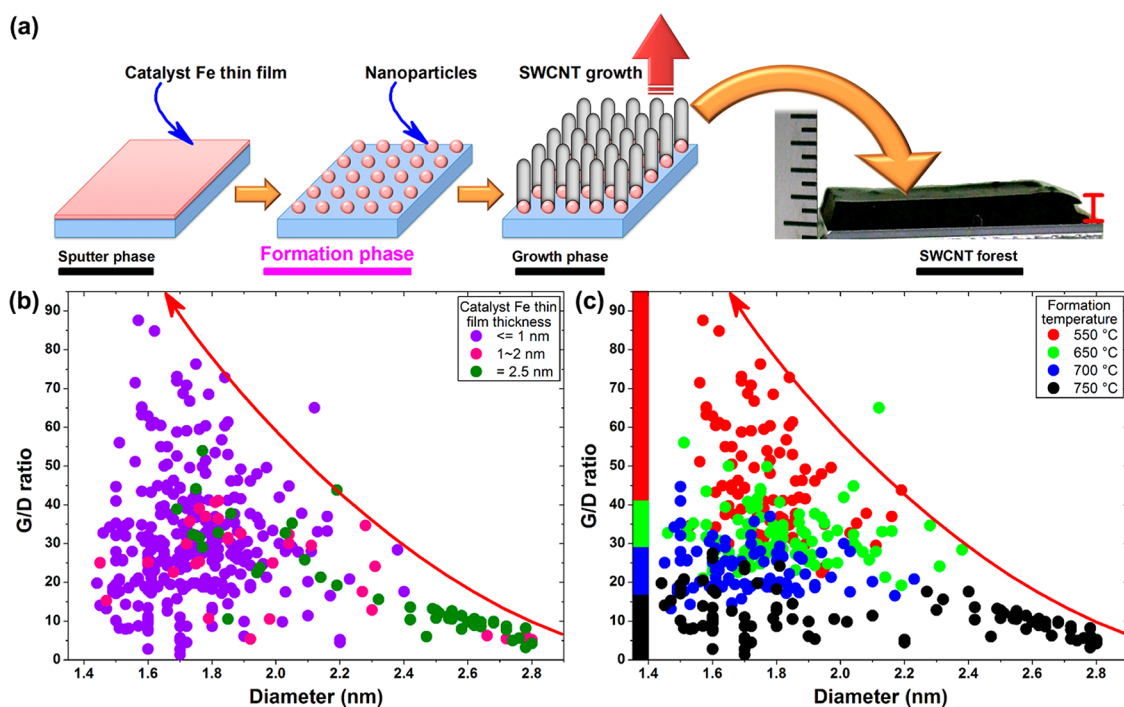 (a)
Catalyst Fe thin film
Nanoparticles
SWCNT growth
Sputter phase
Formation phase
Growth phase
SWCNT forest
(b)
G/D ratio
90
80
70
60
50
40
30
20
10
0
Catalyst Fe thin
film thickness
<= 1 nm
1~2 nm
= 2.5 nm
1.4 1.6 1.8 2.0 2.2 2.4 2.6 2.8
Diameter (nm)
(c)
G/D ratio
90
80
70
60
50
40
30
20
10
0
Formation
temperature
550 °C
650 °C
700 °C
750 °C
1.4 1.6 1.8 2.0 2.2 2.4 2.6 2.8
Diameter (nm)